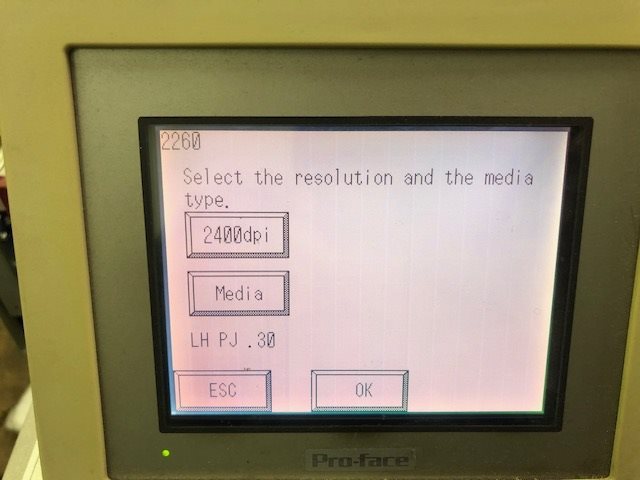 2260
Select the resolution and the media
type.
2400dpi
Media
LH PJ .30
ESC
OK
Pro-face